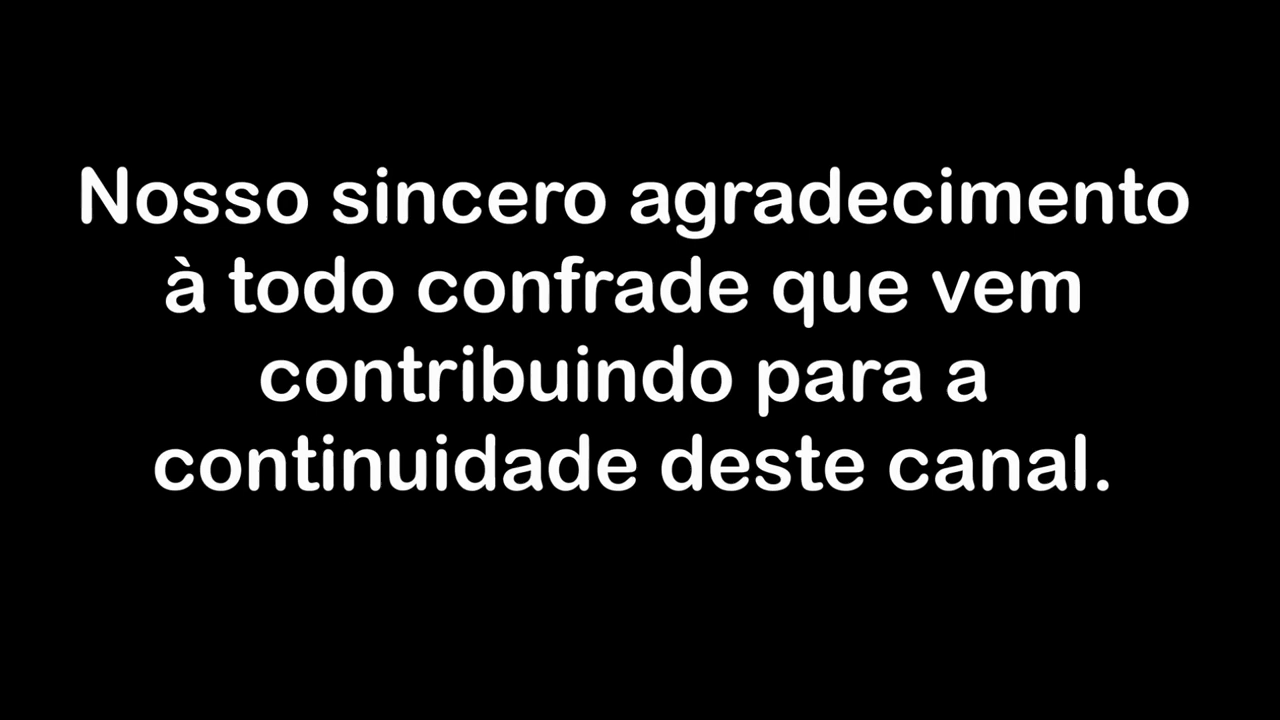 Nosso sincero agradecimento
à todo confrade que vem
contribuindo para a
continuidade deste canal.